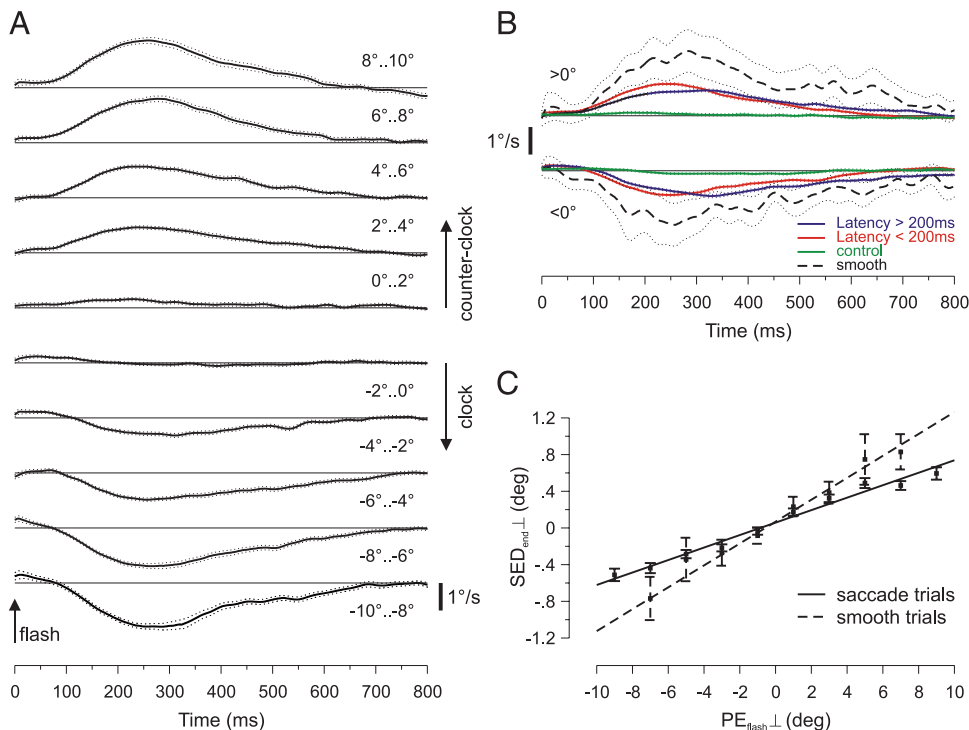 A
8°..10°
6°..8°
4°..6°
2°..4°
0°..2°
-2°..0°
-4°..-2°
-6°..-4°
-8°..-6°
-10°..-8°
counter-clock
clock
1°/s
flash
0 100 200 300 400 500 600 700 800
Time (ms)
B
>0°
1°/s
<0°
Latency > 200ms
Latency < 200ms
control
smooth
0 100 200 300 400 500 600 700 800
Time (ms)
C
1.2
.8
.4
0
-.4
-.8
-1.2
SEDend⊥ (deg)
saccade trials
smooth trials
-10 -8 -6 -4 -2 0 2 4 6 8 10
PEflash⊥ (deg)